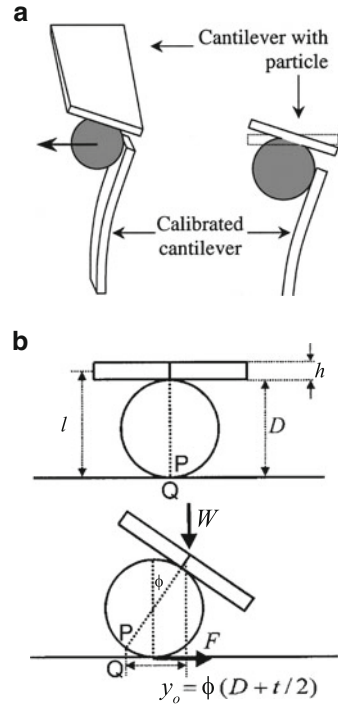 a
Cantilever with
particle
Calibrated
cantilever
b
h
l
D
P
Q
W
ϕ
P
F
Q
y_o = ϕ (D + t / 2)